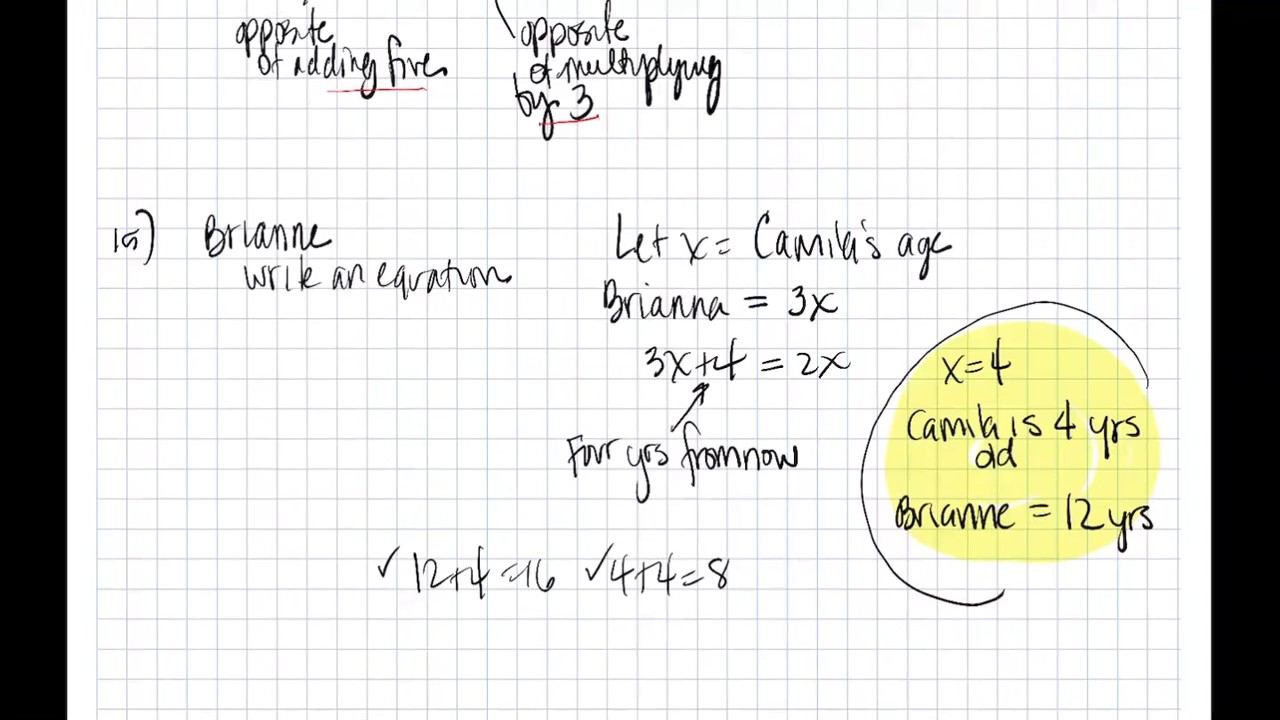 opposite
of adding five
opposite
of multiplying
by 3
15) Brianne
write an equation
Let x = Camila's age
Brianna = 3x
3x+4 = 2x
Four yrs from now
x=4
Camila is 4 yrs
old
Brianne = 12 yrs
✓12+4=16 ✓4+4=8